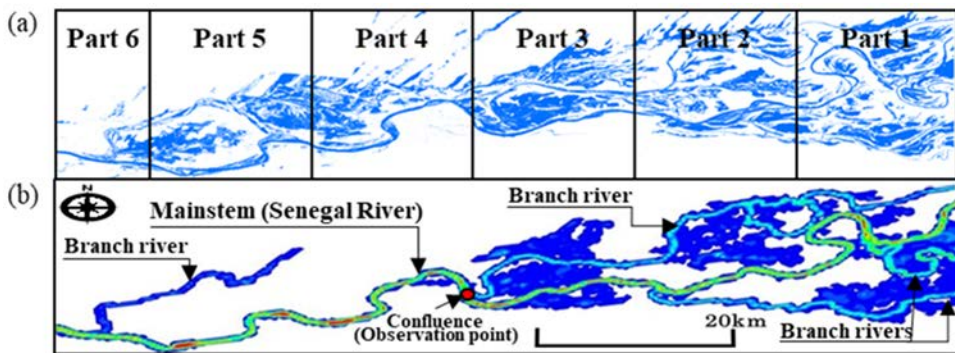 (a)
Part 6
Part 5
Part 4
Part 3
Part 2
Part 1
(b)
N
Mainstem (Senegal River)
Branch river
Branch river
Confluence
(Observation point)
20km
Branch rivers